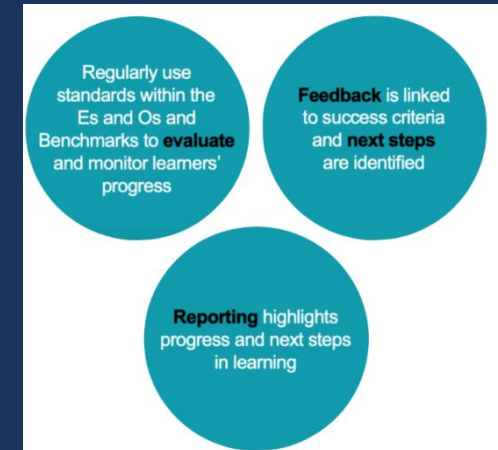 Regularly use
standards within the
Es and Os and
Benchmarks to evaluate
and monitor learners'
progress
Feedback is linked
to success criteria
and next steps
are identified
Reporting highlights
progress and next steps
in learning